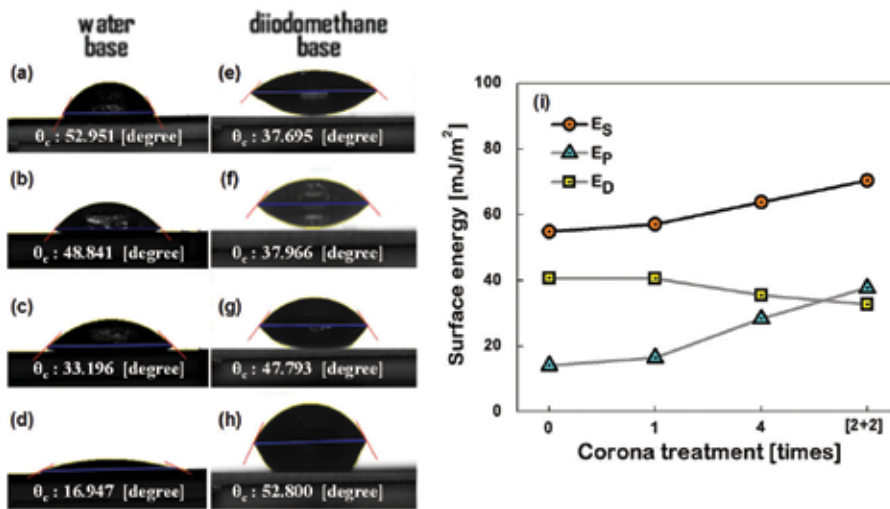 water
base
diiodomethane
base
(a)
θc : 52.951 [degree]
(e)
θc : 37.695 [degree]
(b)
θc : 48.841 [degree]
(f)
θc : 37.966 [degree]
(c)
θc : 33.196 [degree]
(g)
θc : 47.793 [degree]
(d)
θc : 16.947 [degree]
(h)
θc : 52.800 [degree]
(i)
ES
EP
ED
Surface energy [mJ/m²]
100
80
60
40
20
0
0 1 4 [2+2]
Corona treatment [times]